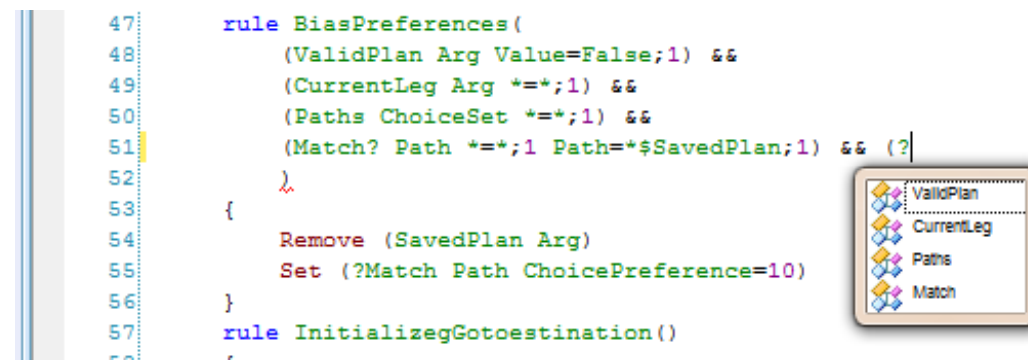 47 rule BiasPreferences(
48 (ValidPlan Arg Value=False;1) &&
49 (CurrentLeg Arg *=*;1) &&
50 (Paths ChoiceSet *=*;1) &&
51 (Match? Path *=*;1 Path=*$SavedPlan;1) && (?
52 )
53 {
54 Remove (SavedPlan Arg)
55 Set (?Match Path ChoicePreference=10)
56 }
57 rule InitializegGotoestination()
ValidPlan
CurrentLeg
Paths
Match